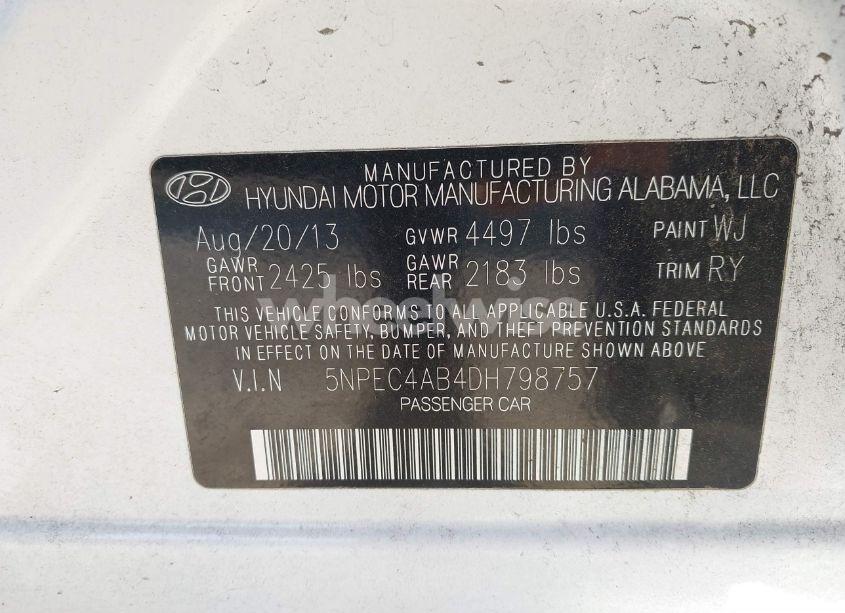 MANUFACTURED BY
HYUNDAI MOTOR MANUFACTURING ALABAMA, LLC
Aug/20/13 GVWR 4497 lbs PAINT WJ
GAWR FRONT 2425 lbs GAWR REAR 2183 lbs TRIM RY
wheelwise
THIS VEHICLE CONFORMS TO ALL APPLICABLE U.S.A. FEDERAL
MOTOR VEHICLE SAFETY, BUMPER, AND THEFT PREVENTION STANDARDS
IN EFFECT ON THE DATE OF MANUFACTURE SHOWN ABOVE.
V.I.N 5NPEC4AB4DH798757
PASSENGER CAR